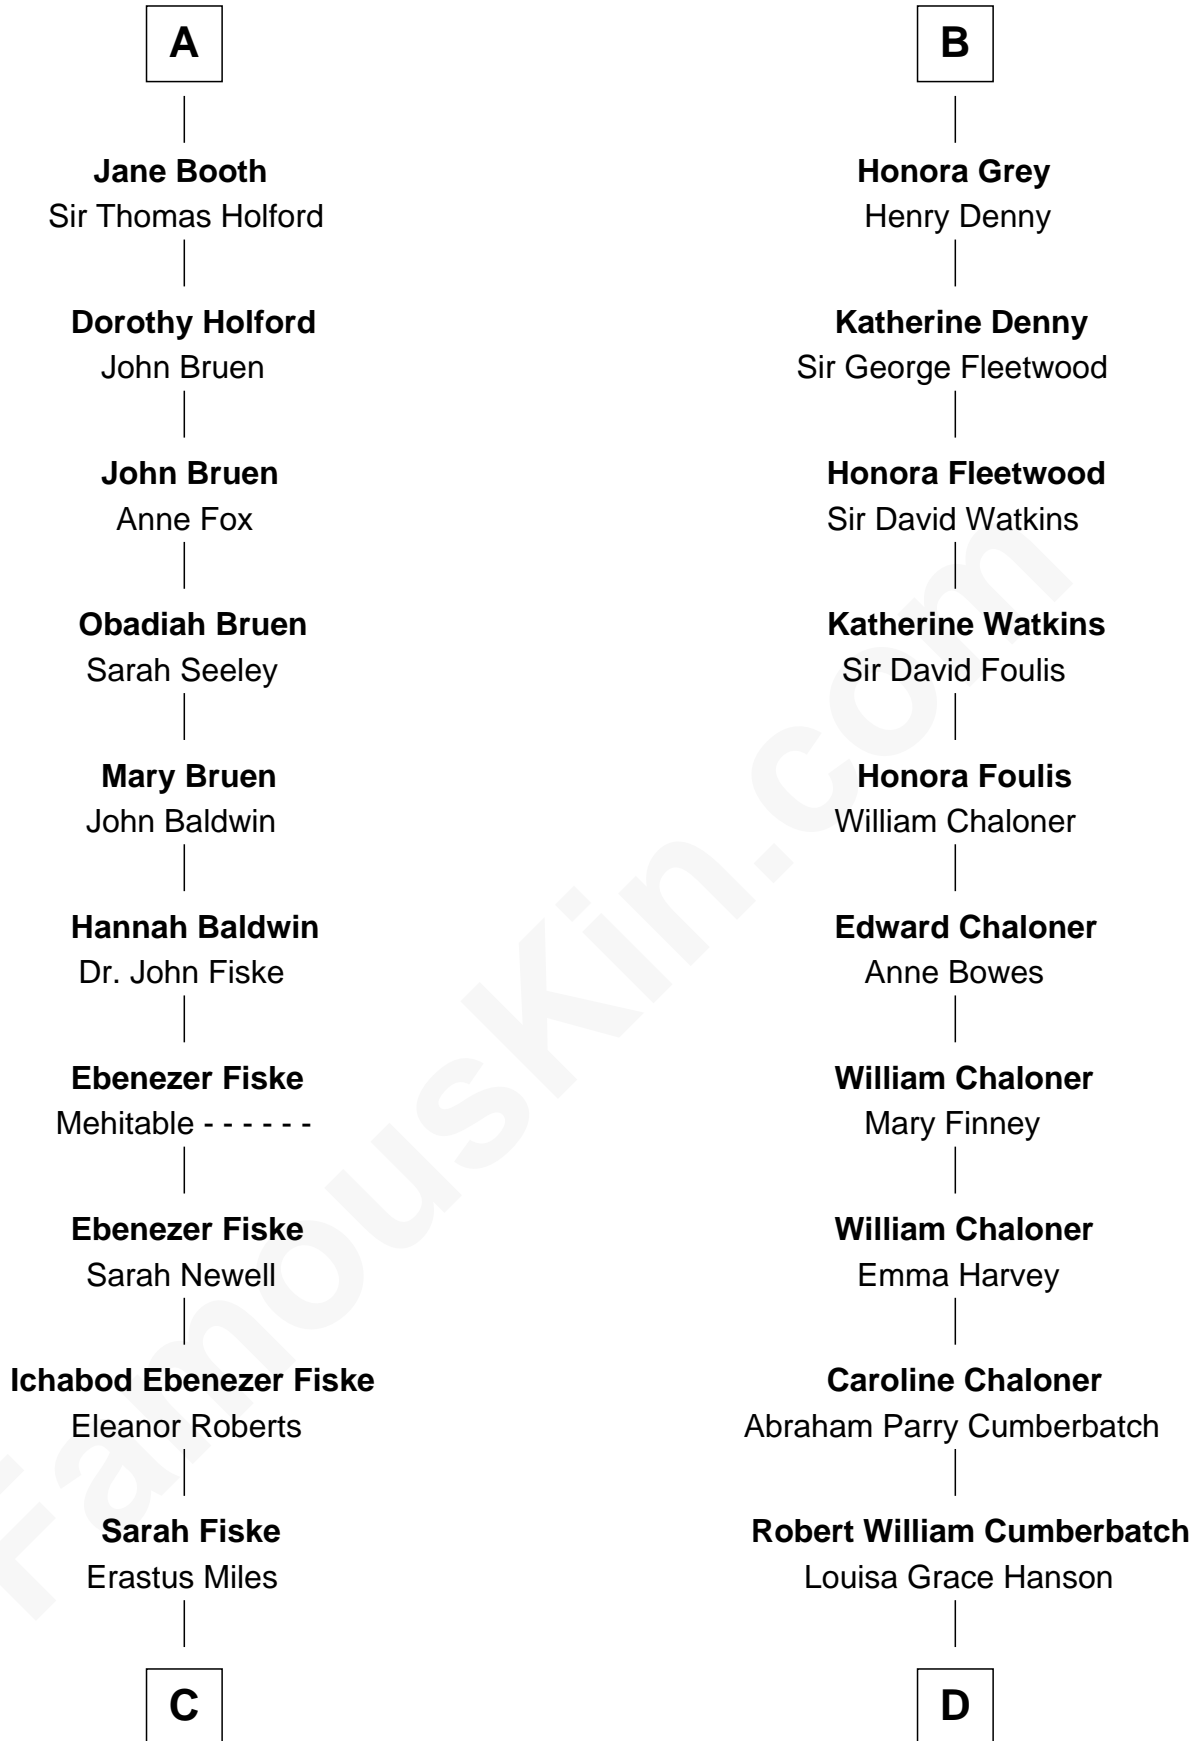 A
Jane Booth
Sir Thomas Holford
Dorothy Holford
John Bruen
John Bruen
Anne Fox
Obadiah Bruen
Sarah Seeley
Mary Bruen
John Baldwin
Hannah Baldwin
Dr. John Fiske
Ebenezer Fiske
Mehitable - - - - - -
Ebenezer Fiske
Sarah Newell
Ichabod Ebenezer Fiske
Eleanor Roberts
Sarah Fiske
Erastus Miles
C
B
Honora Grey
Henry Denny
Katherine Denny
Sir George Fleetwood
Honora Fleetwood
Sir David Watkins
Katherine Watkins
Sir David Foulis
Honora Foulis
William Chaloner
Edward Chaloner
Anne Bowes
William Chaloner
Mary Finney
William Chaloner
Emma Harvey
Caroline Chaloner
Abraham Parry Cumberbatch
Robert William Cumberbatch
Louisa Grace Hanson
D
FamousKin.com